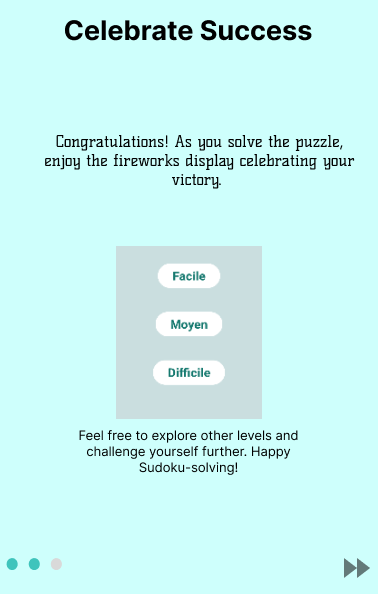 Celebrate Success
Congratulations! As you solve the puzzle,
enjoy the fireworks display celebrating your
victory.
Facile
Moyen
Difficile
Feel free to explore other levels and
challenge yourself further. Happy
Sudoku-solving!